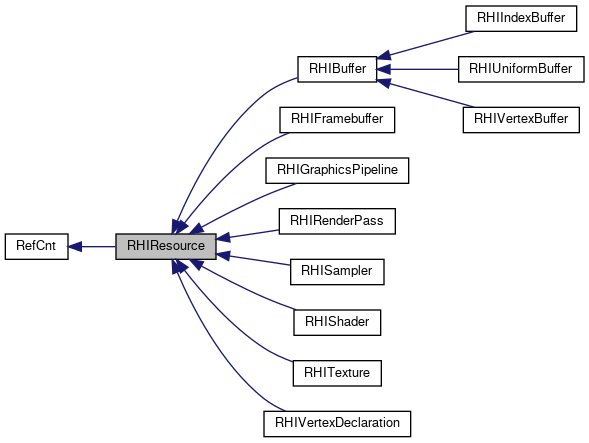 RHIIndexBuffer
RHIBuffer
RHIUniformBuffer
RHIVertexBuffer
RHIFramebuffer
RHIGraphicsPipeline
RHIRenderPass
RefCnt
RHIResource
RHISampler
RHIShader
RHITexture
RHIVertexDeclaration